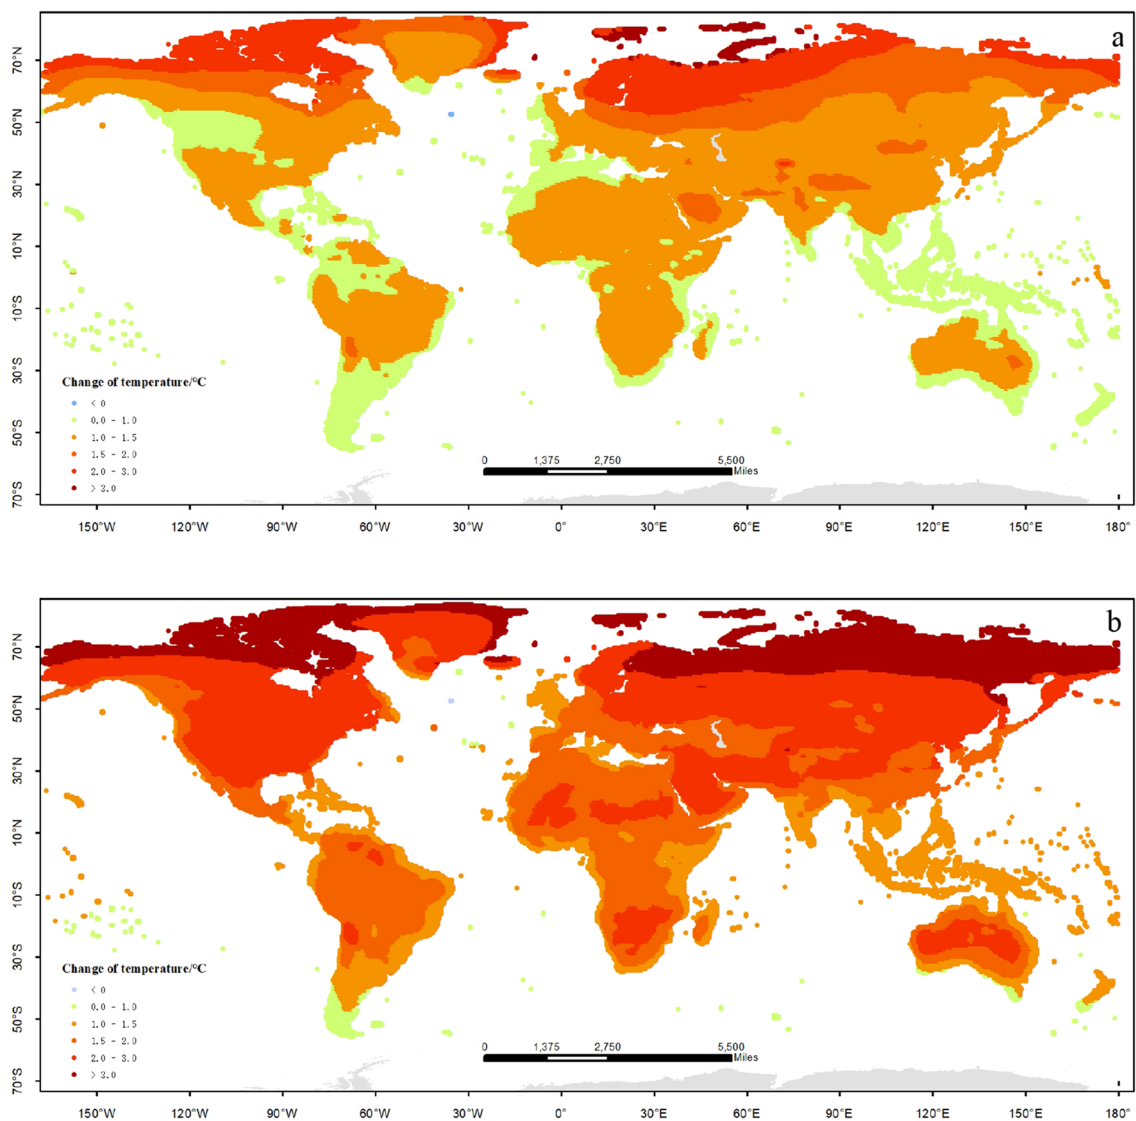 a
70°N
50°N
30°N
10°N
10°S
30°S
50°S
70°S
Change of temperature/°C
< 0
0.0 - 1.0
1.0 - 1.5
1.5 - 2.0
2.0 - 3.0
> 3.0
0 1,375 2,750 5,500
Miles
150°W 120°W 90°W 60°W 30°W 0° 30°E 60°E 90°E 120°E 150°E 180°
b
70°N
50°N
30°N
10°N
10°S
30°S
50°S
70°S
Change of temperature/°C
< 0
0.0 - 1.0
1.0 - 1.5
1.5 - 2.0
2.0 - 3.0
> 3.0
0 1,375 2,750 5,500
Miles
150°W 120°W 90°W 60°W 30°W 0° 30°E 60°E 90°E 120°E 150°E 180°